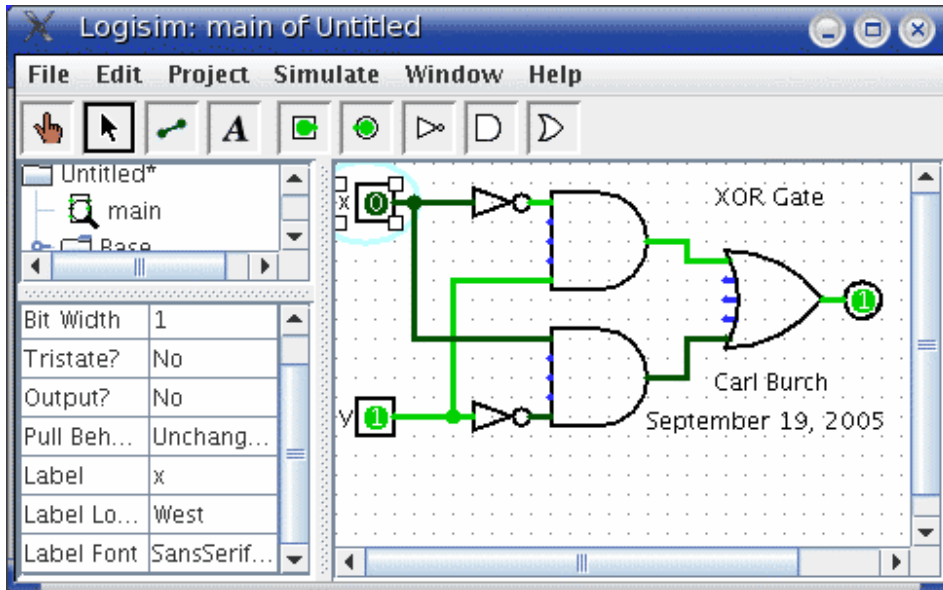 Logisim: main of Untitled
File Edit Project Simulate Window Help
A
Untitled*
main
Base
Bit Width 1
Tristate? No
Output? No
Pull Beh... Unchang...
Label x
Label Lo... West
Label Font SansSerif...
XOR Gate
x 0
1
y 1
Carl Burch
September 19, 2005